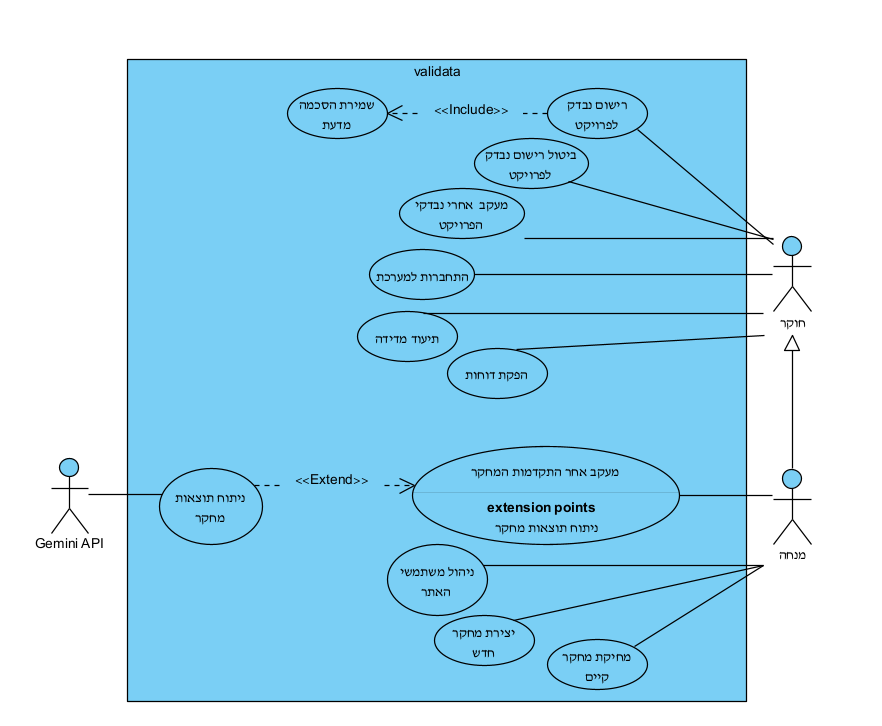 validata
שמירת הסכמה
מדעת
<<Include>>
רישום נבדק
לפרויקט
ביטול רישום נבדק
לפרויקט
מעקב אחרי נבדקי
הפרויקט
התחברות למערכת
תיעוד מדידה
הפקת דוחות
חוקר
Gemini API
ניתוח תוצאות
מחקר
<<Extend>>
מעקב אחר התקדמות המחקר
extension points
ניתוח תוצאות מחקר
מנחה
ניהול משתמשי
האתר
יצירת מחקר
חדש
מחיקת מחקר
קיים